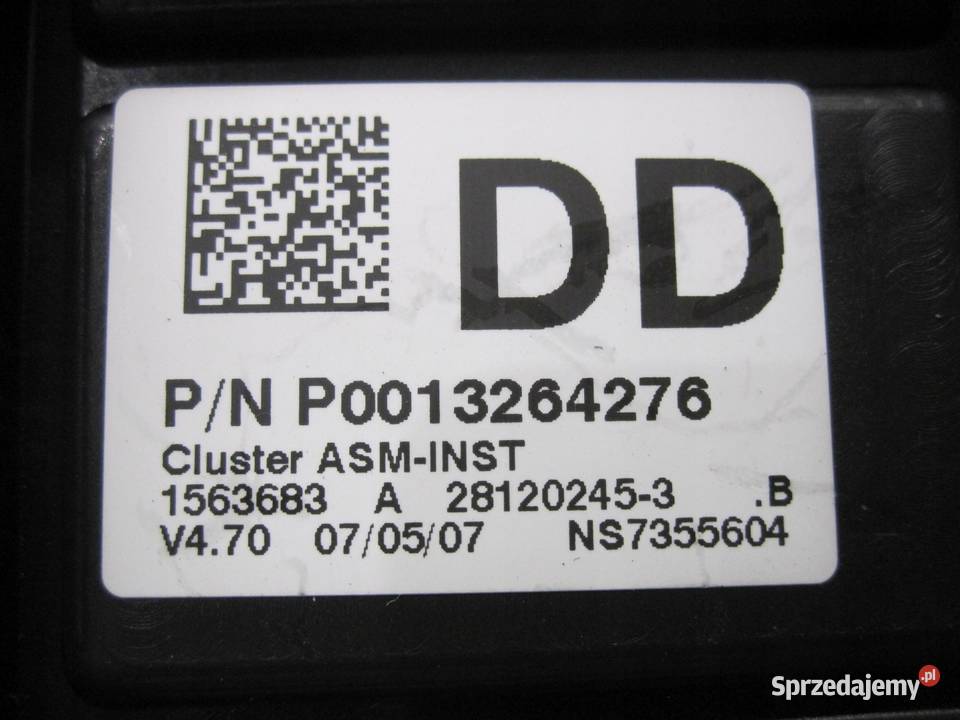 DD
P/N P0013264276
Cluster ASM-INST
1563683 A 28120245-3 .B
V4.70 07/05/07 NS7355604
Sprzedajemy.pl